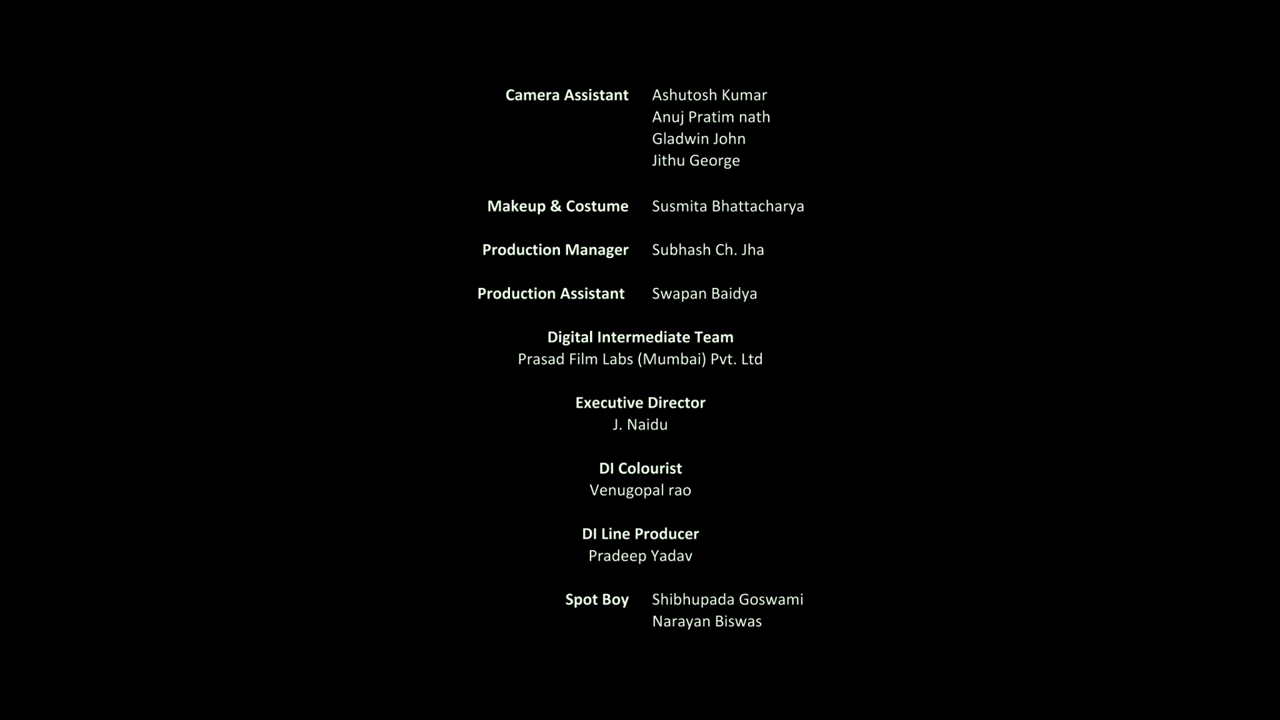 Camera Assistant Ashutosh Kumar
Anuj Pratim nath
Gladwin John
Jithu George
Makeup & Costume Susmita Bhattacharya
Production Manager Subhash Ch. Jha
Production Assistant Swapan Baidya
Digital Intermediate Team
Prasad Film Labs (Mumbai) Pvt. Ltd
Executive Director
J. Naidu
DI Colourist
Venugopal rao
DI Line Producer
Pradeep Yadav
Spot Boy Shibhupada Goswami
Narayan Biswas